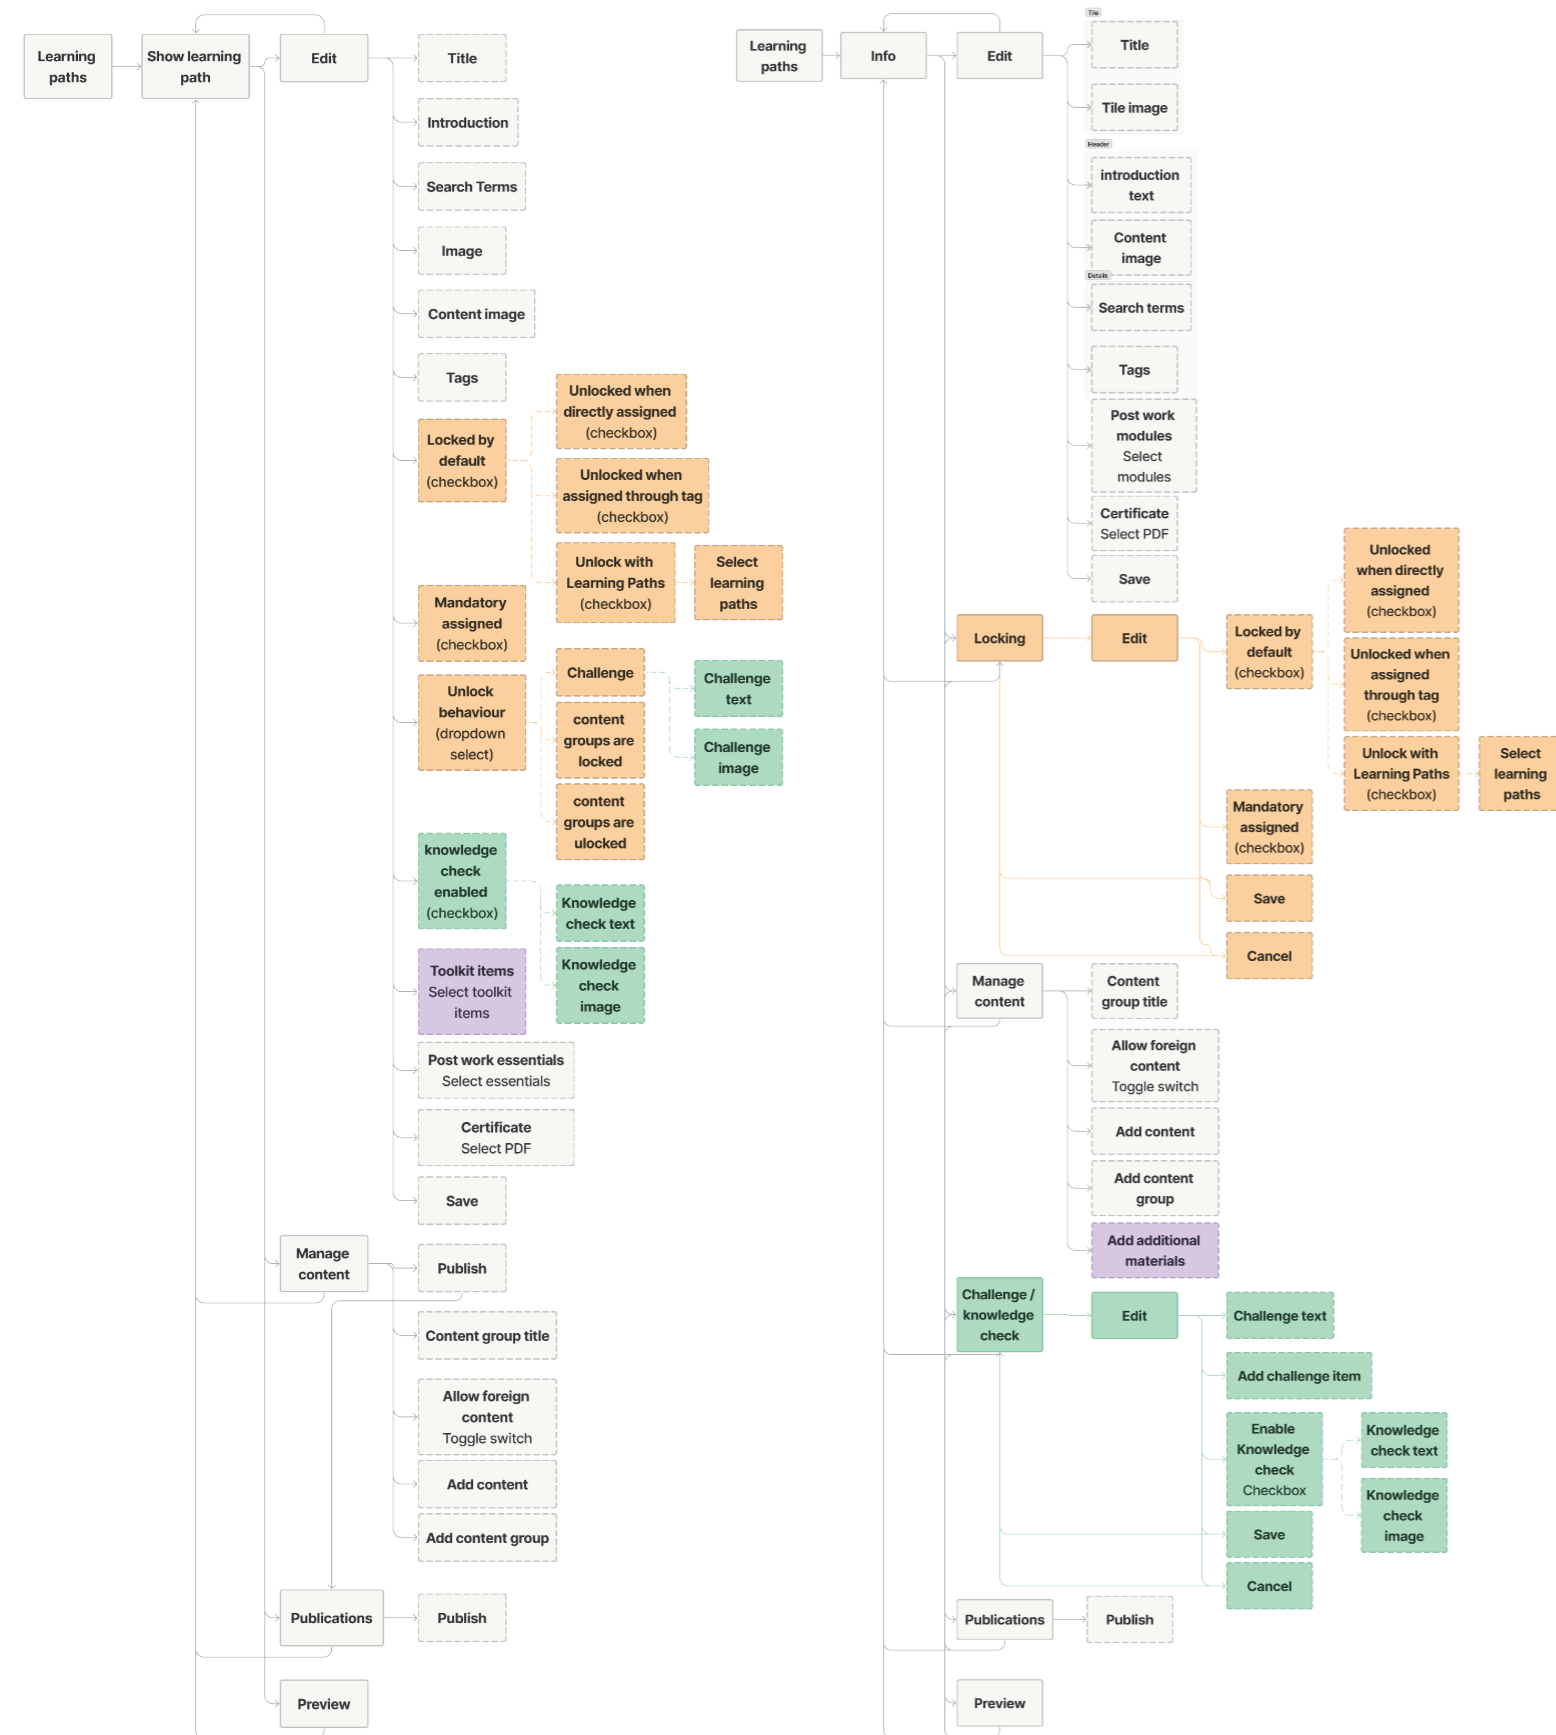 Learning
paths
Show learning
path
Edit
Title
Introduction
Search Terms
Image
Content image
Tags
Locked by
default
(checkbox)
Unlocked when
directly assigned
(checkbox)
Unlocked when
assigned through tag
(checkbox)
Unlock with
Learning Paths
(checkbox)
Select
learning
paths
Mandatory
assigned
(checkbox)
Unlock
behaviour
(dropdown
select)
Challenge
Challenge
text
Challenge
image
content
groups are
locked
content
groups are
ulocked
knowledge
check
enabled
(checkbox)
Knowledge
check text
Knowledge
check
image
Toolkit items
Select toolkit
items
Post work essentials
Select essentials
Certificate
Select PDF
Save
Manage
content
Publish
Content group title
Allow foreign
content
Toggle switch
Add content
Add content group
Publications
Publish
Preview
Learning
paths
Info
Edit
Tile
Title
Tile image
Header
introduction
text
Content
image
Details
Search terms
Tags
Post work
modules
Select
modules
Certificate
Select PDF
Save
Locking
Edit
Locked by
default
(checkbox)
Unlocked
when directly
assigned
(checkbox)
Unlocked when
assigned
through tag
(checkbox)
Unlock with
Learning Paths
(checkbox)
Select
learning
paths
Mandatory
assigned
(checkbox)
Save
Cancel
Manage
content
Content
group title
Allow foreign
content
Toggle switch
Add content
Add content
group
Add additional
materials
Challenge /
knowledge
check
Edit
Challenge text
Add challenge item
Enable
Knowledge
check
Checkbox
Knowledge
check text
Knowledge
check
image
Save
Cancel
Publications
Publish
Preview